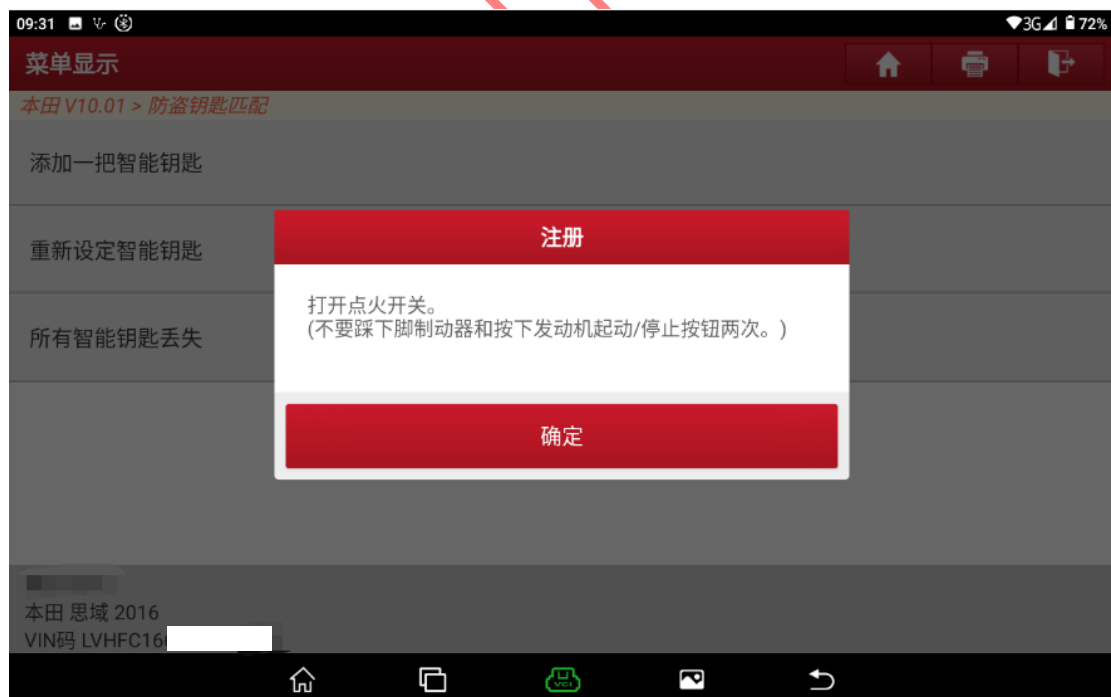 09:31
3G 72%
菜单显示
本田 V10.01 > 防盗钥匙匹配
添加一把智能钥匙
重新设定智能钥匙
所有智能钥匙丢失
注册
打开点火开关。
(不要踩下脚制动器和按下发动机起动/停止按钮两次。)
确定
本田 思域 2016
VIN码 LVHFC16
VCI